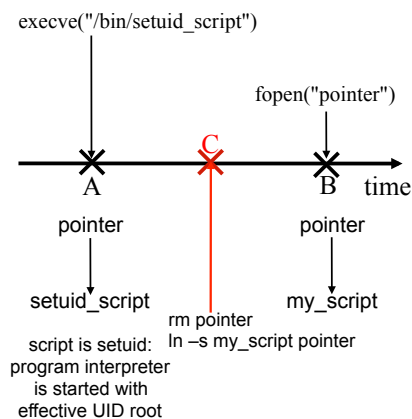 execve("/bin/setuid_script")
fopen("pointer")
C
A
B
time
pointer
pointer
setuid_script
my_script
rm pointer
ln –s my_script pointer
script is setuid:
program interpreter
is started with
effective UID root